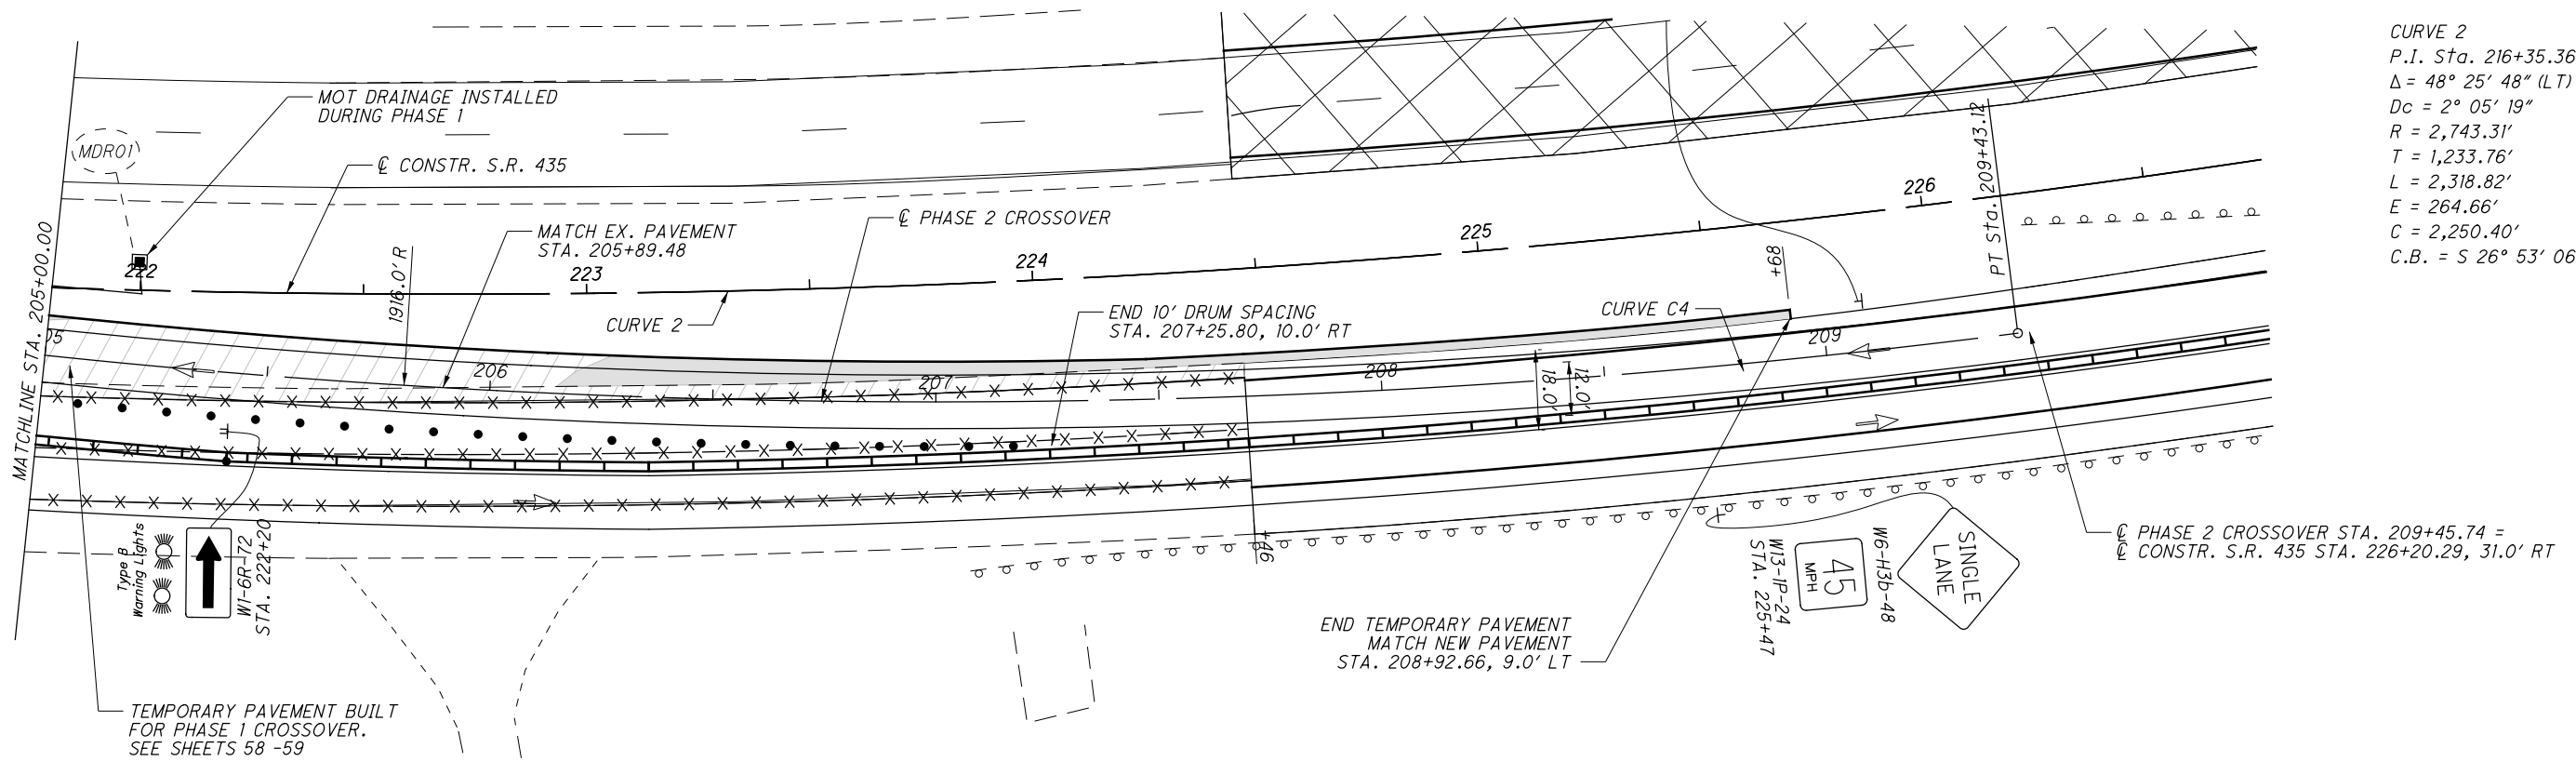 MOT DRAINAGE INSTALLED
DURING PHASE 1
MDR01
℄ CONSTR. S.R. 435
MATCH EX. PAVEMENT
STA. 205+89.48
℄ PHASE 2 CROSSOVER
222
223
224
225
226
1916.0' R
CURVE 2
END 10' DRUM SPACING
STA. 207+25.80, 10.0' RT
+68
CURVE C4
PT Sta. 209+43.12
MATCHLINE STA. 205+00.00
206
207
208
209
18.0'
12.0'
+46
Type B
Warning Lights
W1-6R-72
STA. 222+20
TEMPORARY PAVEMENT BUILT
FOR PHASE 1 CROSSOVER.
SEE SHEETS 58 -59
END TEMPORARY PAVEMENT
MATCH NEW PAVEMENT
STA. 208+92.66, 9.0' LT
SINGLE
LANE
W6-H3b-48
45
MPH
W13-1P-24
STA. 225+47
℄ PHASE 2 CROSSOVER STA. 209+45.74 =
℄ CONSTR. S.R. 435 STA. 226+20.29, 31.0' RT
CURVE 2
P.I. Sta. 216+35.36
Δ = 48° 25' 48" (LT)
Dc = 2° 05' 19"
R = 2,743.31'
T = 1,233.76'
L = 2,318.82'
E = 264.66'
C = 2,250.40'
C.B. = S 26° 53' 06